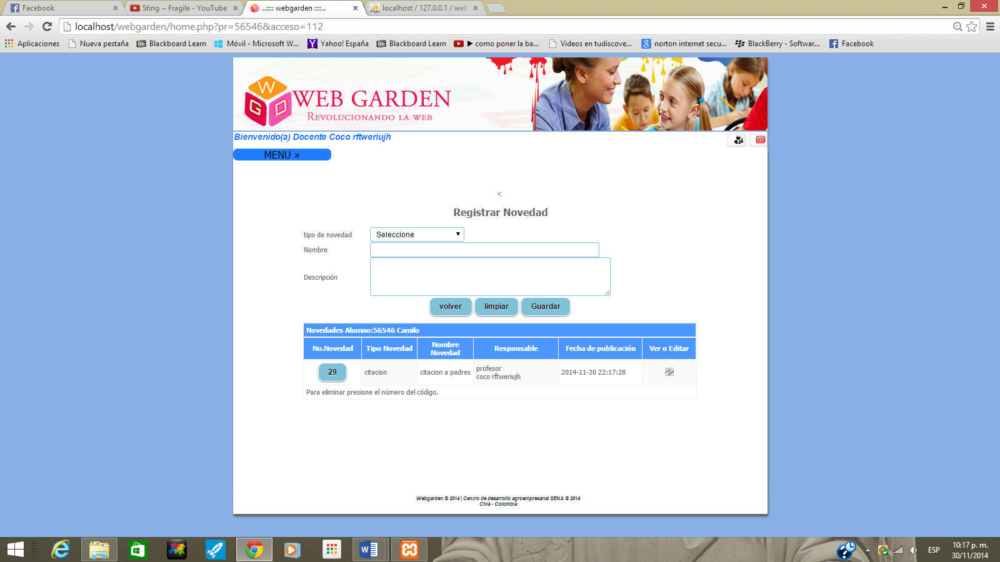 Facebook
Sting ~ Fragile - YouTube
..:::: webgarden ::::..
localhost / 127.0.0.1 / web
localhost/webgarden/home.php?pr=56546&acceso=112
Aplicaciones
Nueva pestaña
Blackboard Learn
Móvil - Microsoft W...
Yahoo! España
Blackboard Learn
▶ como poner la ba...
Videos en tudiscove...
norton internet secu...
BlackBerry - Softwar...
Facebook
W G D
WEB GARDEN
REVOLUCIONANDO LA WEB
Bienvenido(a) Docente Coco rftweriujh
MENU »
<
Registrar Novedad
tipo de novedad Seleccione
Nombre
Descripción
volver limpiar Guardar
Novedades Alumno:56546 Camilo
No.Novedad Tipo Novedad Nombre Novedad Responsable Fecha de publicación Ver o Editar
29 citacion citacion a padres profesor coco rftweriujh 2014-11-30 22:17:28
Para eliminar presione el número del código.
Webgarden © 2014 | Centro de desarrollo agroempresarial SENA © 2014
Chía - Colombia
ESP
10:17 p. m.
30/11/2014